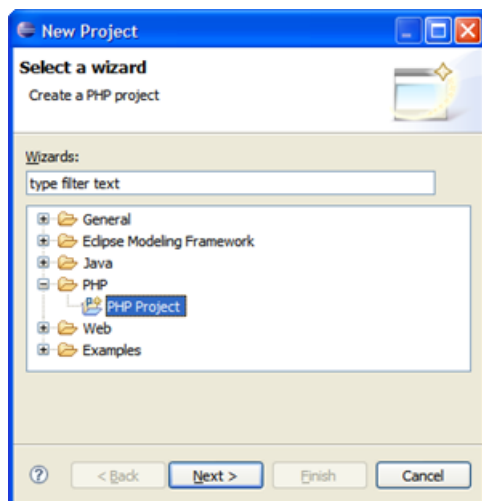 New Project
Select a wizard
Create a PHP project
Wizards:
type filter text
General
Eclipse Modeling Framework
Java
PHP
PHP Project
Web
Examples
? < Back Next > Finish Cancel